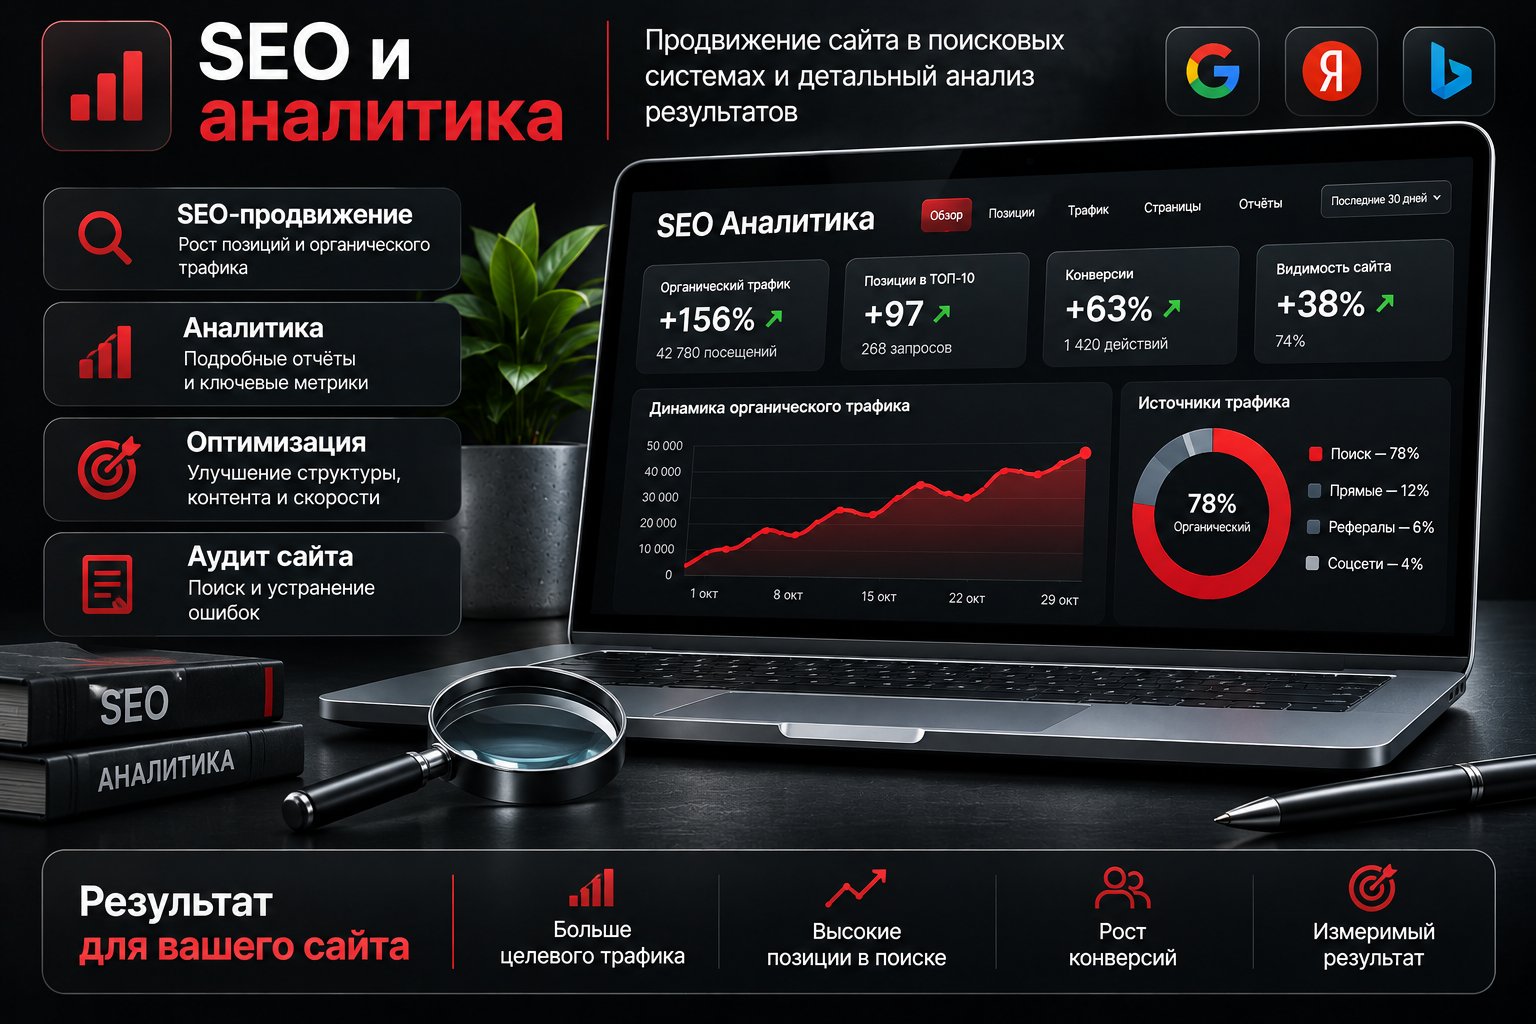 SEO и
аналитика
Продвижение сайта в поисковых
системах и детальный анализ
результатов
G
Я
b
SEO-продвижение
Рост позиций и органического
трафика
Аналитика
Подробные отчёты
и ключевые метрики
Оптимизация
Улучшение структуры,
контента и скорости
Аудит сайта
Поиск и устранение
ошибок
SEO Аналитика
Обзор
Позиции
Трафик
Страницы
Отчёты
Последние 30 дней
Органический трафик
+156%
42 780 посещений
Позиции в ТОП-10
+97
268 запросов
Конверсии
+63%
1 420 действий
Видимость сайта
+38%
74%
Динамика органического трафика
50 000
40 000
30 000
20 000
10 000
0
1 окт
8 окт
15 окт
22 окт
29 окт
Источники трафика
78%
Органический
Поиск — 78%
Прямые — 12%
Рефералы — 6%
Соцсети — 4%
SEO
АНАЛИТИКА
Результат
для вашего сайта
Больше
целевого трафика
Высокие
позиции в поиске
Рост
конверсий
Измеримый
результат